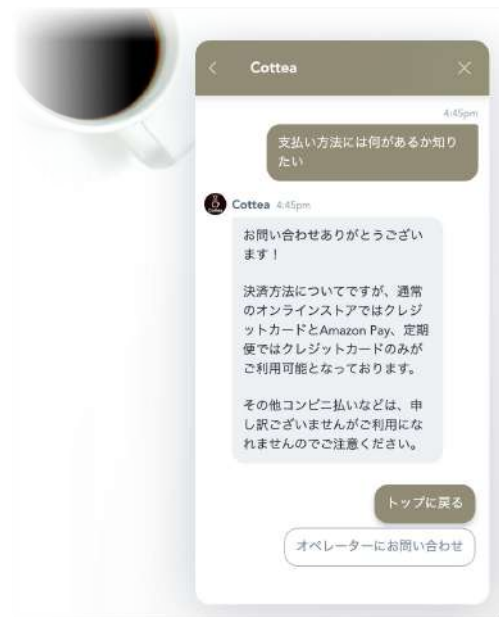 Cottea
4:45pm
支払い方法には何があるか知り
たい
Cottea 4:45pm
お問い合わせありがとうござい
ます！
決済方法についてですが、通常
のオンラインストアではクレジ
ットカードとAmazon Pay、定期
便ではクレジットカードのみが
ご利用可能となっております。
その他コンビニ払いなどは、申
し訳ございませんがご利用にな
れませんのでご注意ください。
トップに戻る
オペレーターにお問い合わせ